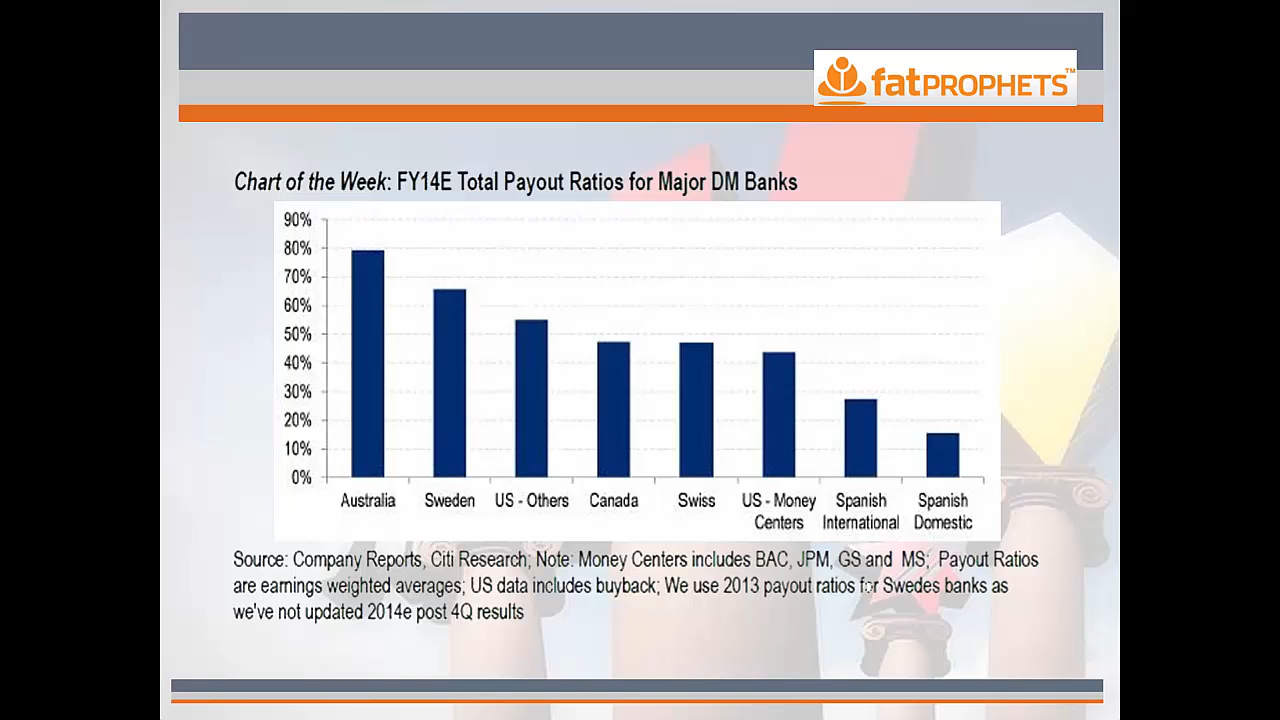 fatPROPHETS™
Chart of the Week: FY14E Total Payout Ratios for Major DM Banks
90%
80%
70%
60%
50%
40%
30%
20%
10%
0%
Australia Sweden US - Others Canada Swiss US - Money Centers Spanish International Spanish Domestic
Source: Company Reports, Citi Research; Note: Money Centers includes BAC, JPM, GS and MS; Payout Ratios
are earnings weighted averages; US data includes buyback; We use 2013 payout ratios for Swedes banks as
we've not updated 2014e post 4Q results